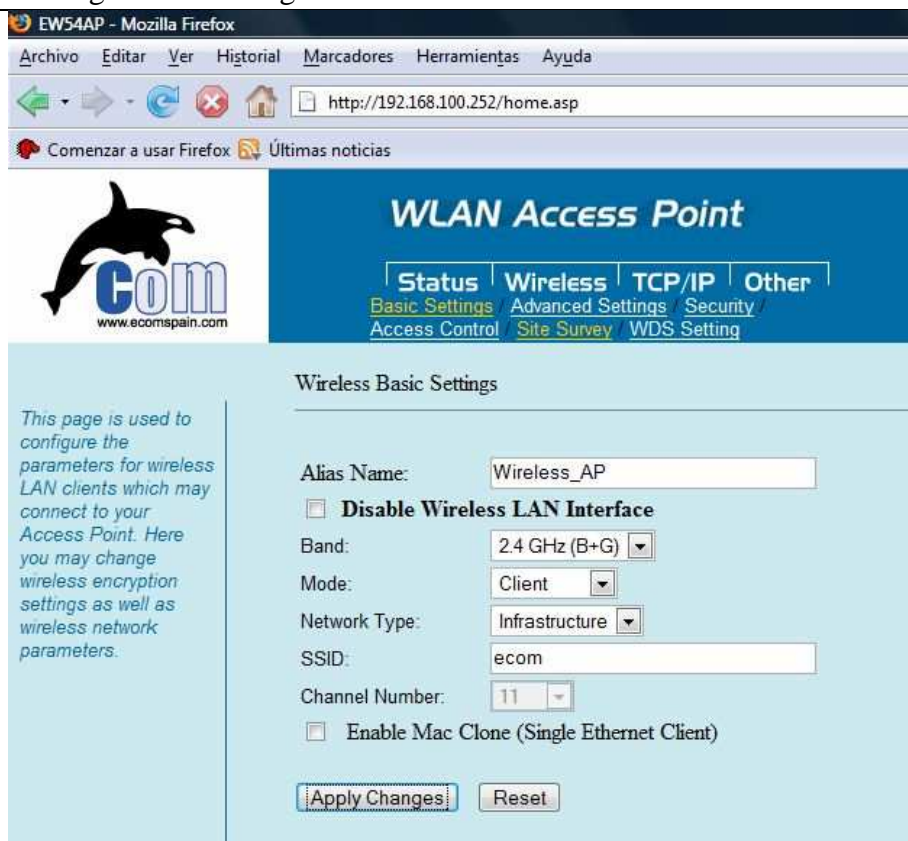 EW54AP - Mozilla Firefox
Archivo Editar Ver Historial Marcadores Herramientas Ayuda
http://192.168.100.252/home.asp
Comenzar a usar Firefox Últimas noticias
Com
www.ecomspain.com
WLAN Access Point
Status Wireless TCP/IP Other
Basic Settings / Advanced Settings / Security /
Access Control / Site Survey / WDS Setting
This page is used to
configure the
parameters for wireless
LAN clients which may
connect to your
Access Point. Here
you may change
wireless encryption
settings as well as
wireless network
parameters.
Wireless Basic Settings
Alias Name: Wireless_AP
Disable Wireless LAN Interface
Band: 2.4 GHz (B+G)
Mode: Client
Network Type: Infrastructure
SSID: ecom
Channel Number: 11
Enable Mac Clone (Single Ethernet Client)
Apply Changes Reset